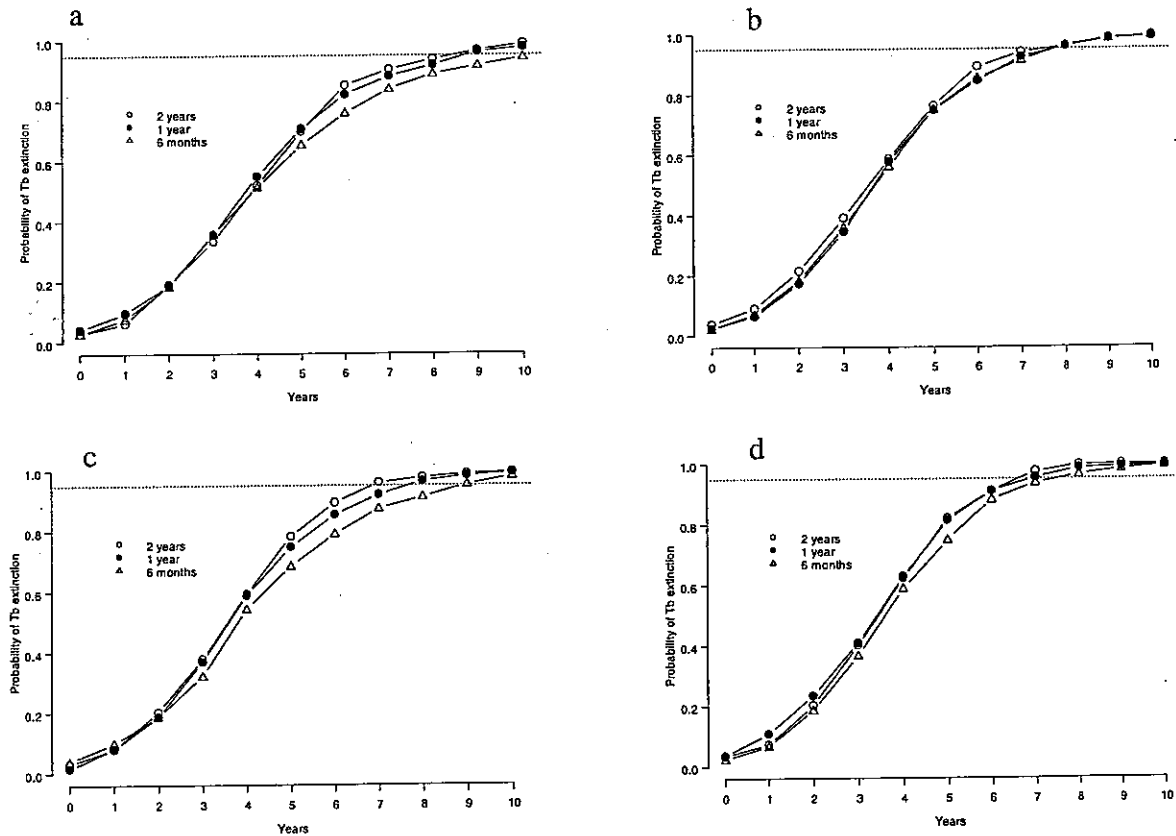 a
1.0
0.8
0.6
0.4
0.2
0.0
Probability of Tb extinction
2 years
1 year
6 months
0 1 2 3 4 5 6 7 8 9 10
Years
b
1.0
0.8
0.6
0.4
0.2
0.0
Probability of Tb extinction
2 years
1 year
6 months
0 1 2 3 4 5 6 7 8 9 10
Years
c
1.0
0.8
0.6
0.4
0.2
0.0
Probability of Tb extinction
2 years
1 year
6 months
0 1 2 3 4 5 6 7 8 9 10
Years
d
1.0
0.8
0.6
0.4
0.2
0.0
Probability of Tb extinction
2 years
1 year
6 months
0 1 2 3 4 5 6 7 8 9 10
Years